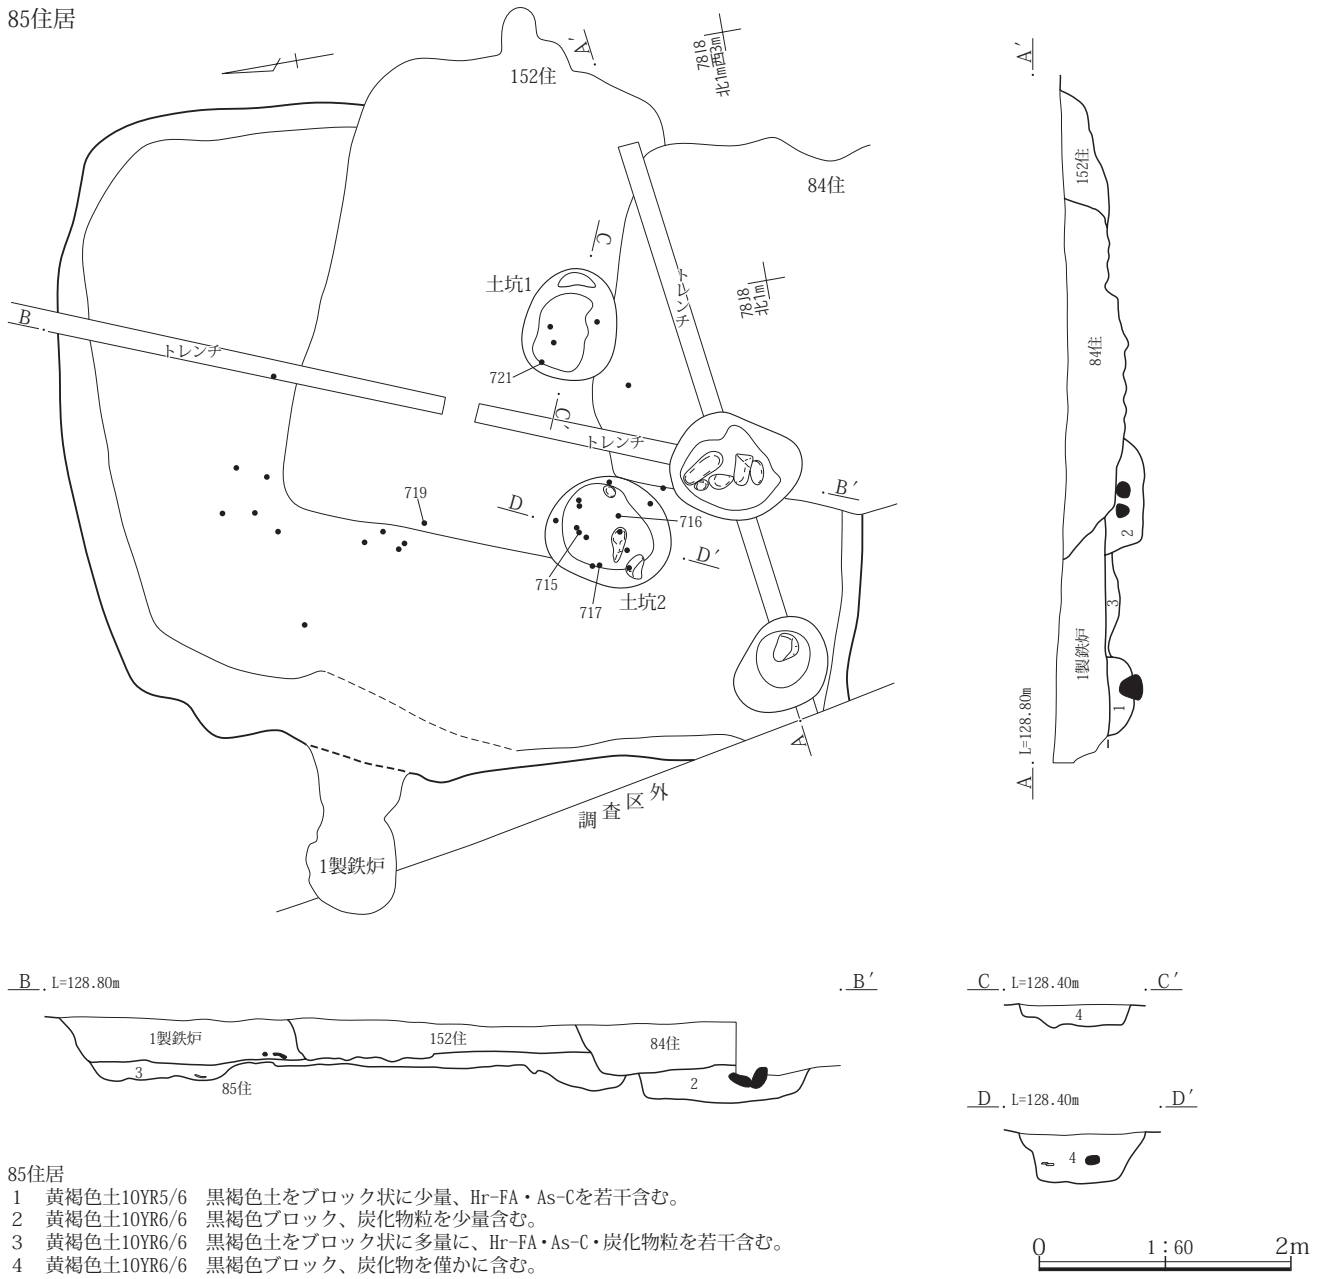 85住居
152住
A′
78I8
北1m西3m
84住
A′
152住
C
土坑1
トレンチ
78J8
北1m
B
トレンチ
721
C′
84住
トレンチ
719
D
B′
716
2
D′
715
717
土坑2
3
1製鉄炉
1
A
L=128.80m
A
調査区外
1製鉄炉
B L=128.80m B′
C L=128.40m C′
1製鉄炉
152住
84住
4
3
85住
2
D L=128.40m D′
4
85住居
1 黄褐色土10YR5/6 黒褐色土をブロック状に少量、Hr-FA・As-Cを若干含む。
2 黄褐色土10YR6/6 黒褐色ブロック、炭化物粒を少量含む。
3 黄褐色土10YR6/6 黒褐色土をブロック状に多量に、Hr-FA・As-C・炭化物粒を若干含む。
4 黄褐色土10YR6/6 黒褐色ブロック、炭化物を僅かに含む。
0 1：60 2m